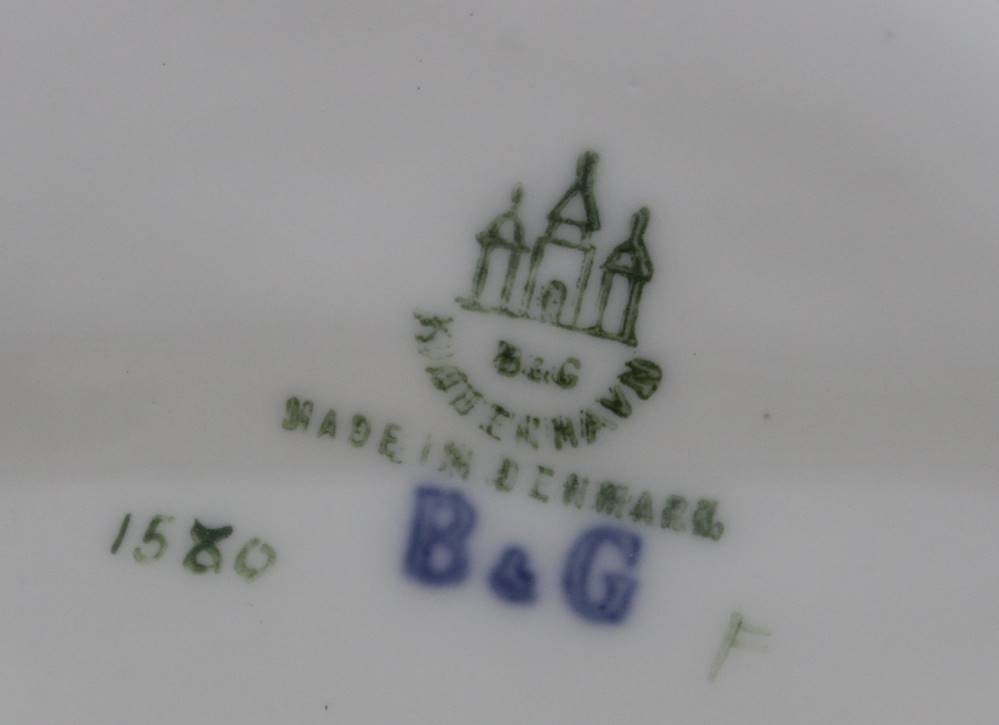 B&G
KJØBENHAVN
MADE IN DENMARK
B&G
1580
F